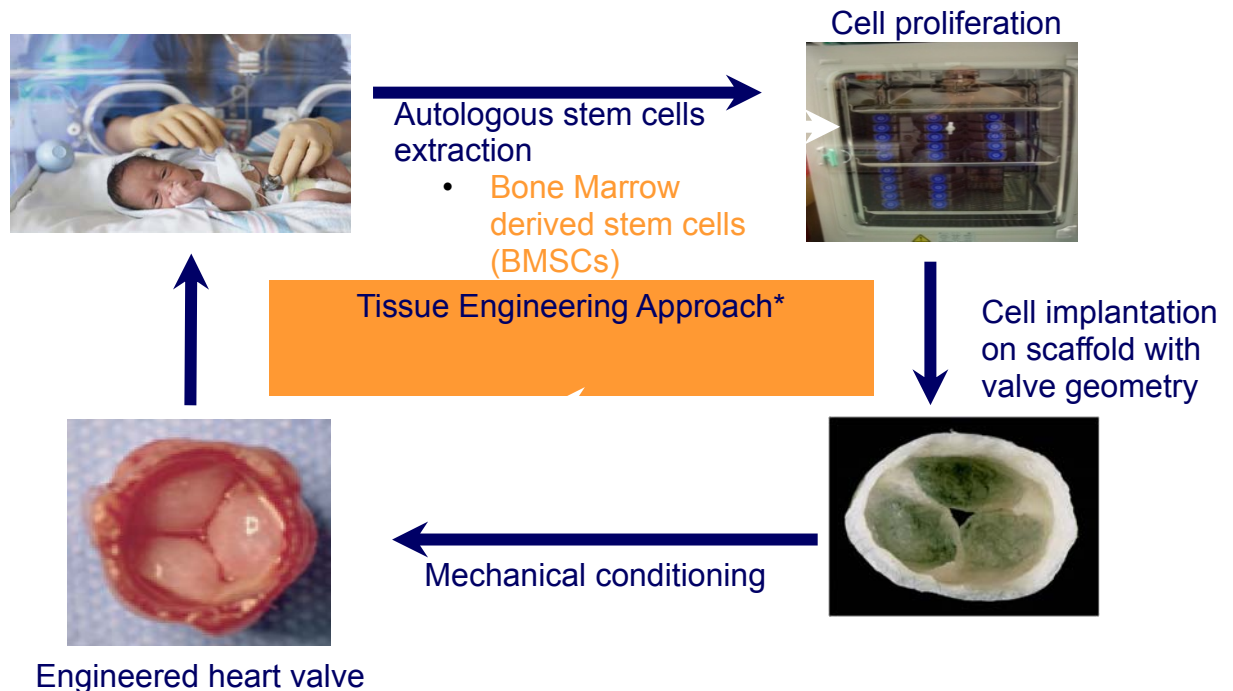 Cell proliferation
Autologous stem cells
extraction
• Bone Marrow
derived stem cells
(BMSCs)
Tissue Engineering Approach*
Cell implantation
on scaffold with
valve geometry
Mechanical conditioning
Engineered heart valve